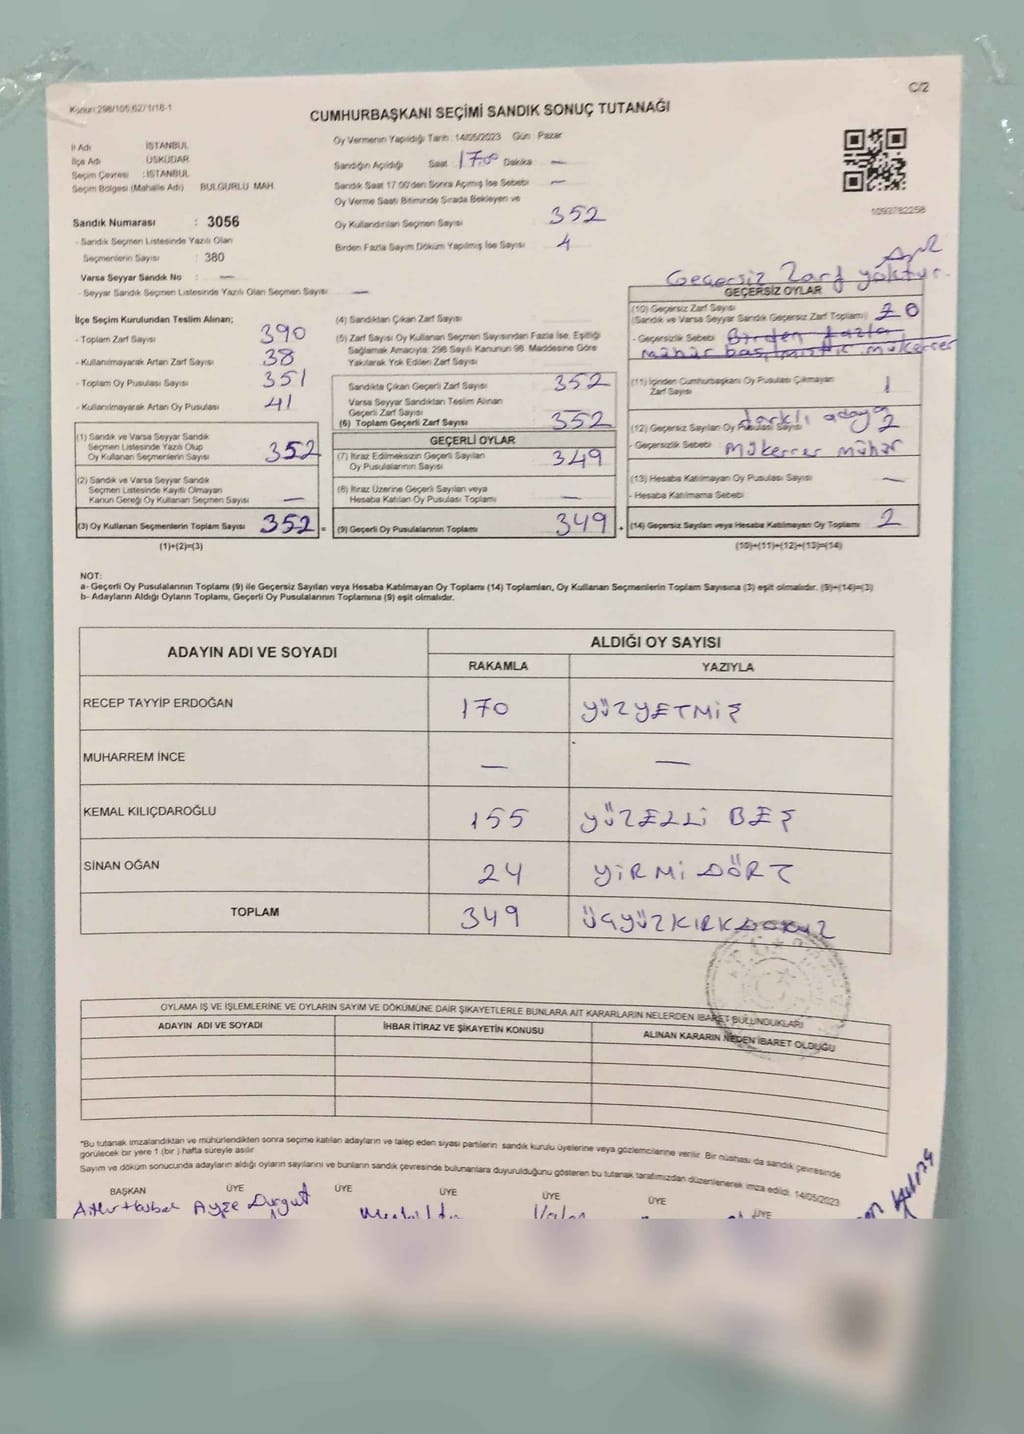 C/2
Kanun:298/105,6271/18-1
CUMHURBAŞKANI SEÇİMİ SANDIK SONUÇ TUTANAĞI
İl Adı İSTANBUL
İlçe Adı ÜSKÜDAR
Seçim Çevresi : İSTANBUL
Seçim Bölgesi (Mahalle Adı) BULGURLU MAH.
Sandık Numarası : 3056
- Sandık Seçmen Listesinde Yazılı Olan
Seçmenlerin Sayısı : 380
Varsa Seyyar Sandık No : —
- Seyyar Sandık Seçmen Listesinde Yazılı Olan Seçmen Sayısı : —
Oy Vermenin Yapıldığı Tarih : 14/05/2023 Gün : Pazar
Sandığın Açıldığı Saat 17.00 Dakika —
Sandık Saat 17:00'den Sonra Açımış İse Sebebi —
Oy Verme Saati Bitiminde Sırada Bekleyen ve
Oy Kullandırılan Seçmen Sayısı 352
Birden Fazla Sayım Döküm Yapılmış İse Sayısı 4
1093782258
İlçe Seçim Kurulundan Teslim Alınan;
- Toplam Zarf Sayısı 390
- Kullanılmayarak Artan Zarf Sayısı 38
- Toplam Oy Pusulası Sayısı 351
- Kullanılmayarak Artan Oy Pusulası 41
(1) Sandık ve Varsa Seyyar Sandık
Seçmen Listesinde Yazılı Olup
Oy Kullanan Seçmenlerin Sayısı 352
(2) Sandık ve Varsa Seyyar Sandık
Seçmen Listesinde Kayıtlı Olmayan
Kanun Gereği Oy Kullanan Seçmen Sayısı —
(3) Oy Kullanan Seçmenlerin Toplam Sayısı 352 =
(1)+(2)=(3)
(4) Sandıktan Çıkan Zarf Sayısı
(5) Zarf Sayısı Oy Kullanan Seçmen Sayısından Fazla İse, Eşitliği
Sağlamak Amacıyla; 298 Sayılı Kanunun 98. Maddesine Göre
Yakılarak Yok Edilen Zarf Sayısı
Sandıkta Çıkan Geçerli Zarf Sayısı 352
Varsa Seyyar Sandıktan Teslim Alınan
Geçerli Zarf Sayısı
(6) Toplam Geçerli Zarf Sayısı 352
GEÇERLİ OYLAR
(7) İtiraz Edilmeksizin Geçerli Sayılan
Oy Pusulalarının Sayısı 349
(8) İtiraz Üzerine Geçerli Sayılan veya
Hesaba Katılan Oy Pusulaları Toplamı —
(9) Geçerli Oy Pusulalarının Toplamı 349 +
Geçersiz Zarf yoktur.
GEÇERSİZ OYLAR
(10) Geçersiz Zarf Sayısı
(Sandık ve Varsa Seyyar Sandık Geçersiz Zarf Toplamı) 0
- Geçersizlik Sebebi Birden fazla
mühür basılmıştır. mükerrer
(11) İçinden Cumhurbaşkanı Oy Pusulası Çıkmayan
Zarf Sayısı 1
(12) Geçersiz Sayılan Oy Pusulası Sayısı farklı adaya 2
- Geçersizlik Sebebi mükerrer mühür
(13) Hesaba Katılmayan Oy Pusulası Sayısı —
- Hesaba Katılmama Sebebi
(14) Geçersiz Sayılan veya Hesaba Katılmayan Oy Toplamı 2
(10)+(11)+(12)+(13)=(14)
NOT:
a- Geçerli Oy Pusulalarının Toplamı (9) ile Geçersiz Sayılan veya Hesaba Katılmayan Oy Toplamı (14) Toplamları, Oy Kullanan Seçmenlerin Toplam Sayısına (3) eşit olmalıdır. (9)+(14)=(3)
b- Adayların Aldığı Oyların Toplamı, Geçerli Oy Pusulalarının Toplamına (9) eşit olmalıdır.
ADAYIN ADI VE SOYADI ALDIĞI OY SAYISI
RAKAMLA YAZIYLA
RECEP TAYYİP ERDOĞAN 170 YÜZYETMİŞ
MUHARREM İNCE — —
KEMAL KILIÇDAROĞLU 155 YÜZELLİ BEŞ
SİNAN OĞAN 24 YİRMİ DÖRT
TOPLAM 349 ÜÇYÜZKIRKDOKUZ
OYLAMA İŞ VE İŞLEMLERİNE VE OYLARIN SAYIM VE DÖKÜMÜNE DAİR ŞİKAYETLERLE BUNLARA AİT KARARLARIN NELERDEN İBARET BULUNDUKLARI
ADAYIN ADI VE SOYADI İHBAR İTİRAZ VE ŞİKAYETİN KONUSU ALINAN KARARIN NEDEN İBARET OLDUĞU
*Bu tutanak imzalandıktan ve mühürlendikten sonra seçime katılan adayların ve talep eden siyasi partilerin sandık kurulu üyelerine veya gözlemcilerine verilir. Bir nüshası da sandık çevresinde
görülecek bir yere 1 (bir ) hafta süreyle asılır.
Sayım ve döküm sonucunda adayların aldığı oyların sayılarını ve bunların sandık çevresinde bulunanlara duyurulduğunu gösteren bu tutanak tarafımızdan düzenlenerek imza edildi. 14/05/2023
BAŞKAN ÜYE ÜYE ÜYE ÜYE ÜYE ÜYE
Ayşe Durgut